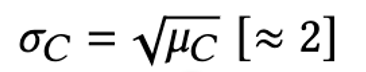 σ_C = √μ_C [≈ 2]